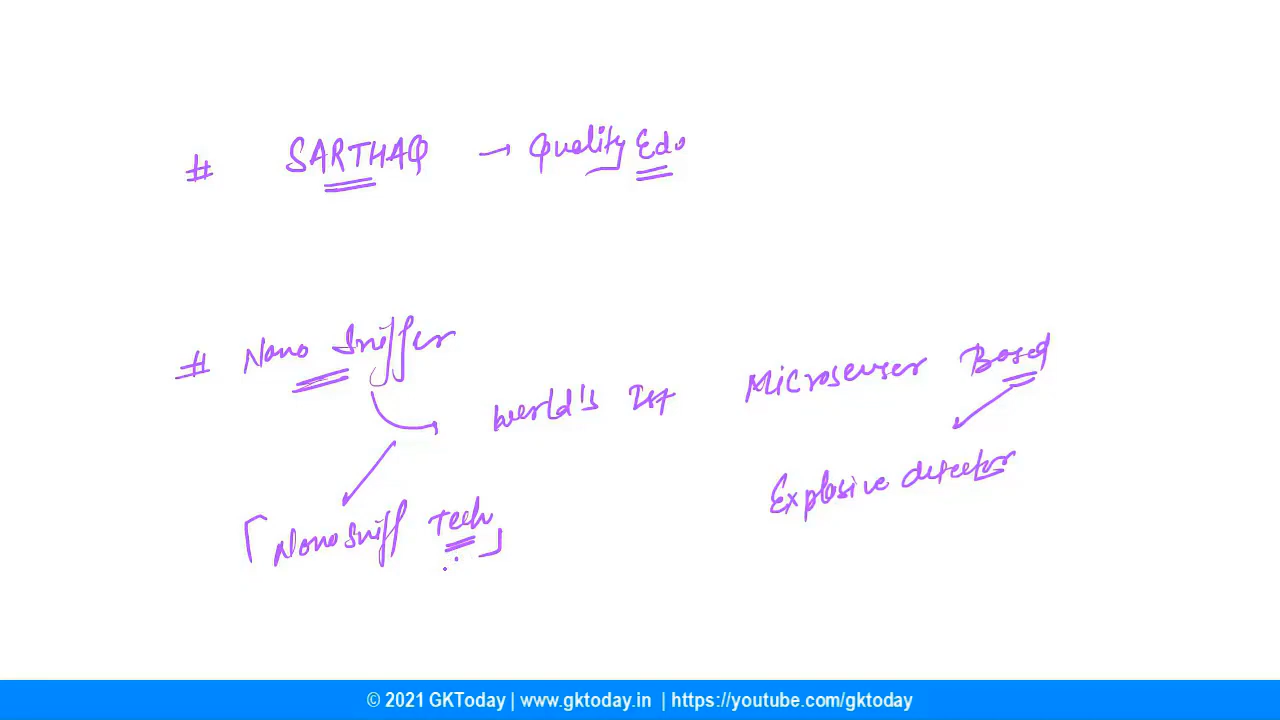 # SARTHAQ → Quality Edu
# Nano Sniffer
world's 1st Microsensor Based
Explosive detector
「NanoSniff Tech」
© 2021 GKToday | www.gktoday.in | https://youtube.com/gktoday